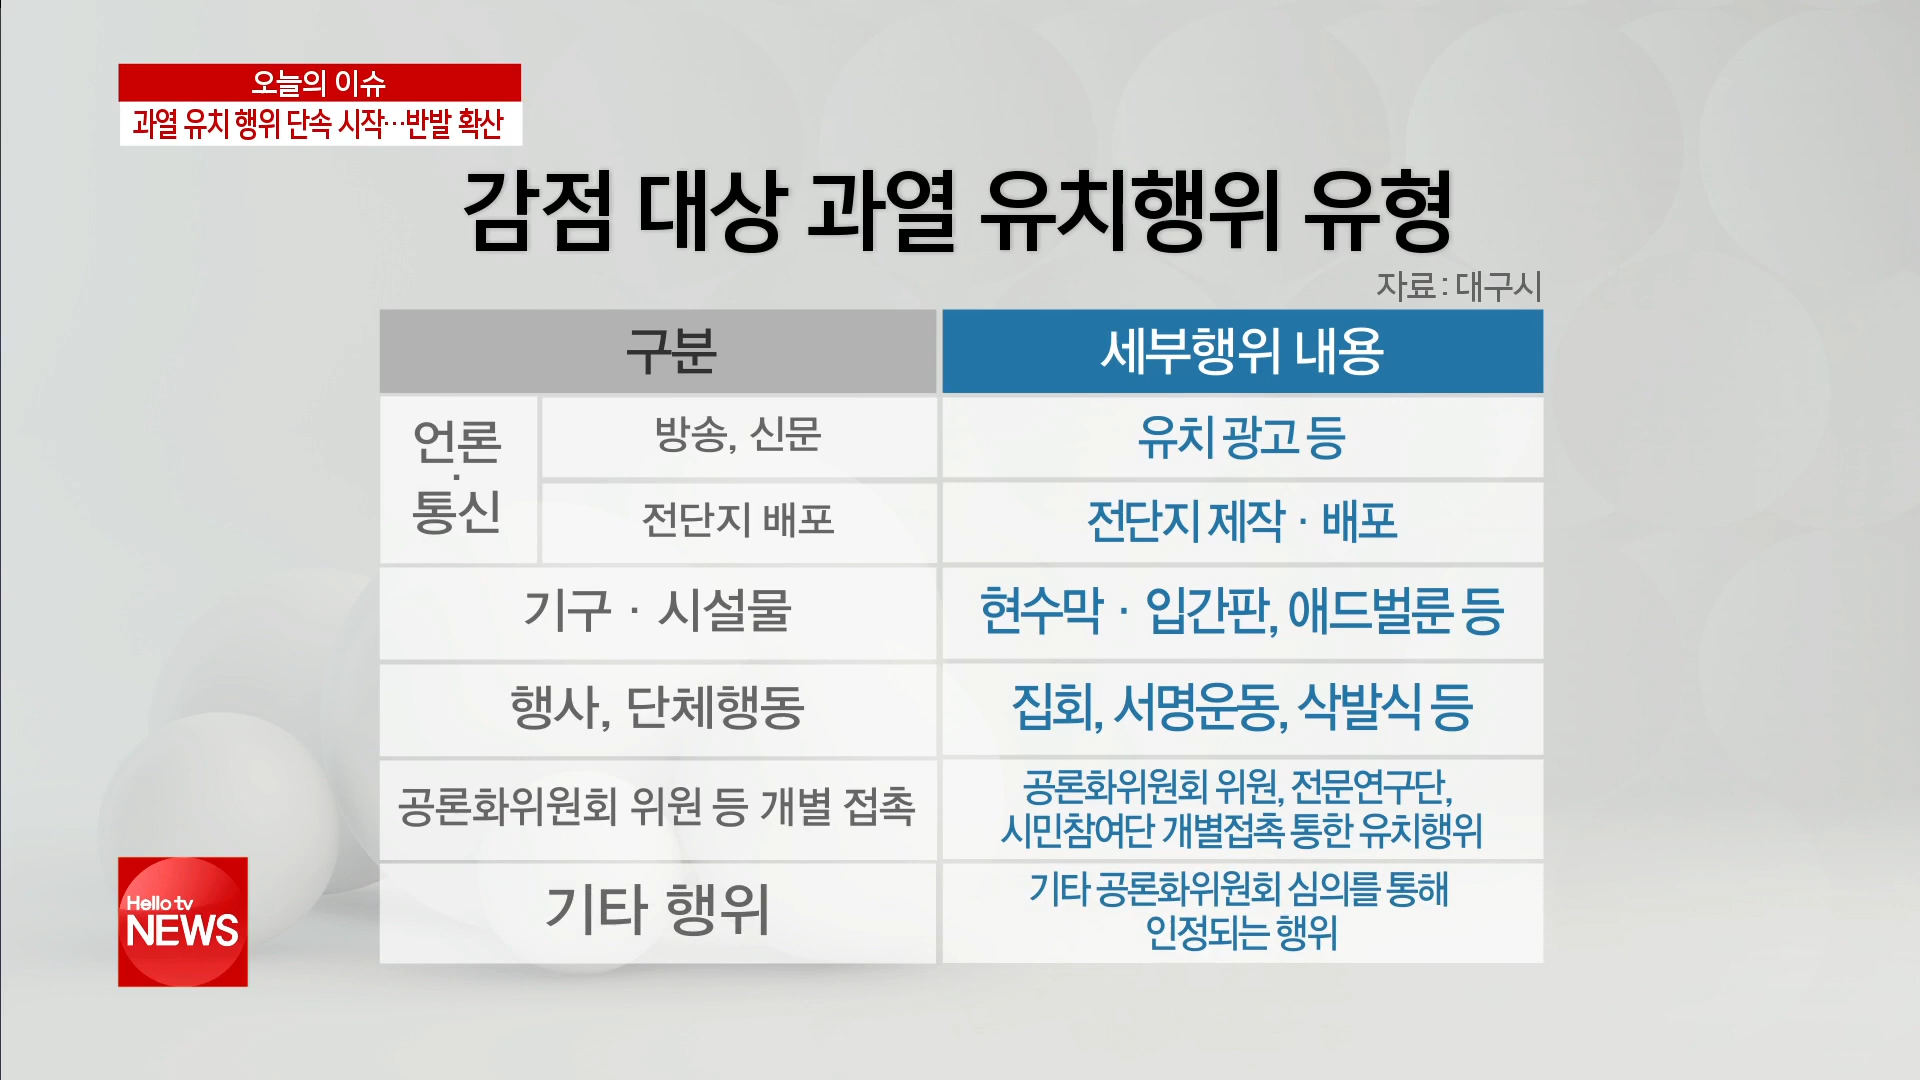 오늘의 이슈
과열 유치 행위 단속 시작…반발 확산
감점 대상 과열 유치행위 유형
자료 : 대구시
구분
세부행위 내용
언론
·
통신
방송, 신문
유치 광고 등
전단지 배포
전단지 제작 · 배포
기구 · 시설물
현수막 · 입간판, 애드벌룬 등
행사, 단체행동
집회, 서명운동, 삭발식 등
공론화위원회 위원 등 개별 접촉
공론화위원회 위원, 전문연구단,
시민참여단 개별접촉 통한 유치행위
기타 행위
기타 공론화위원회 심의를 통해
인정되는 행위
Hello tv
NEWS